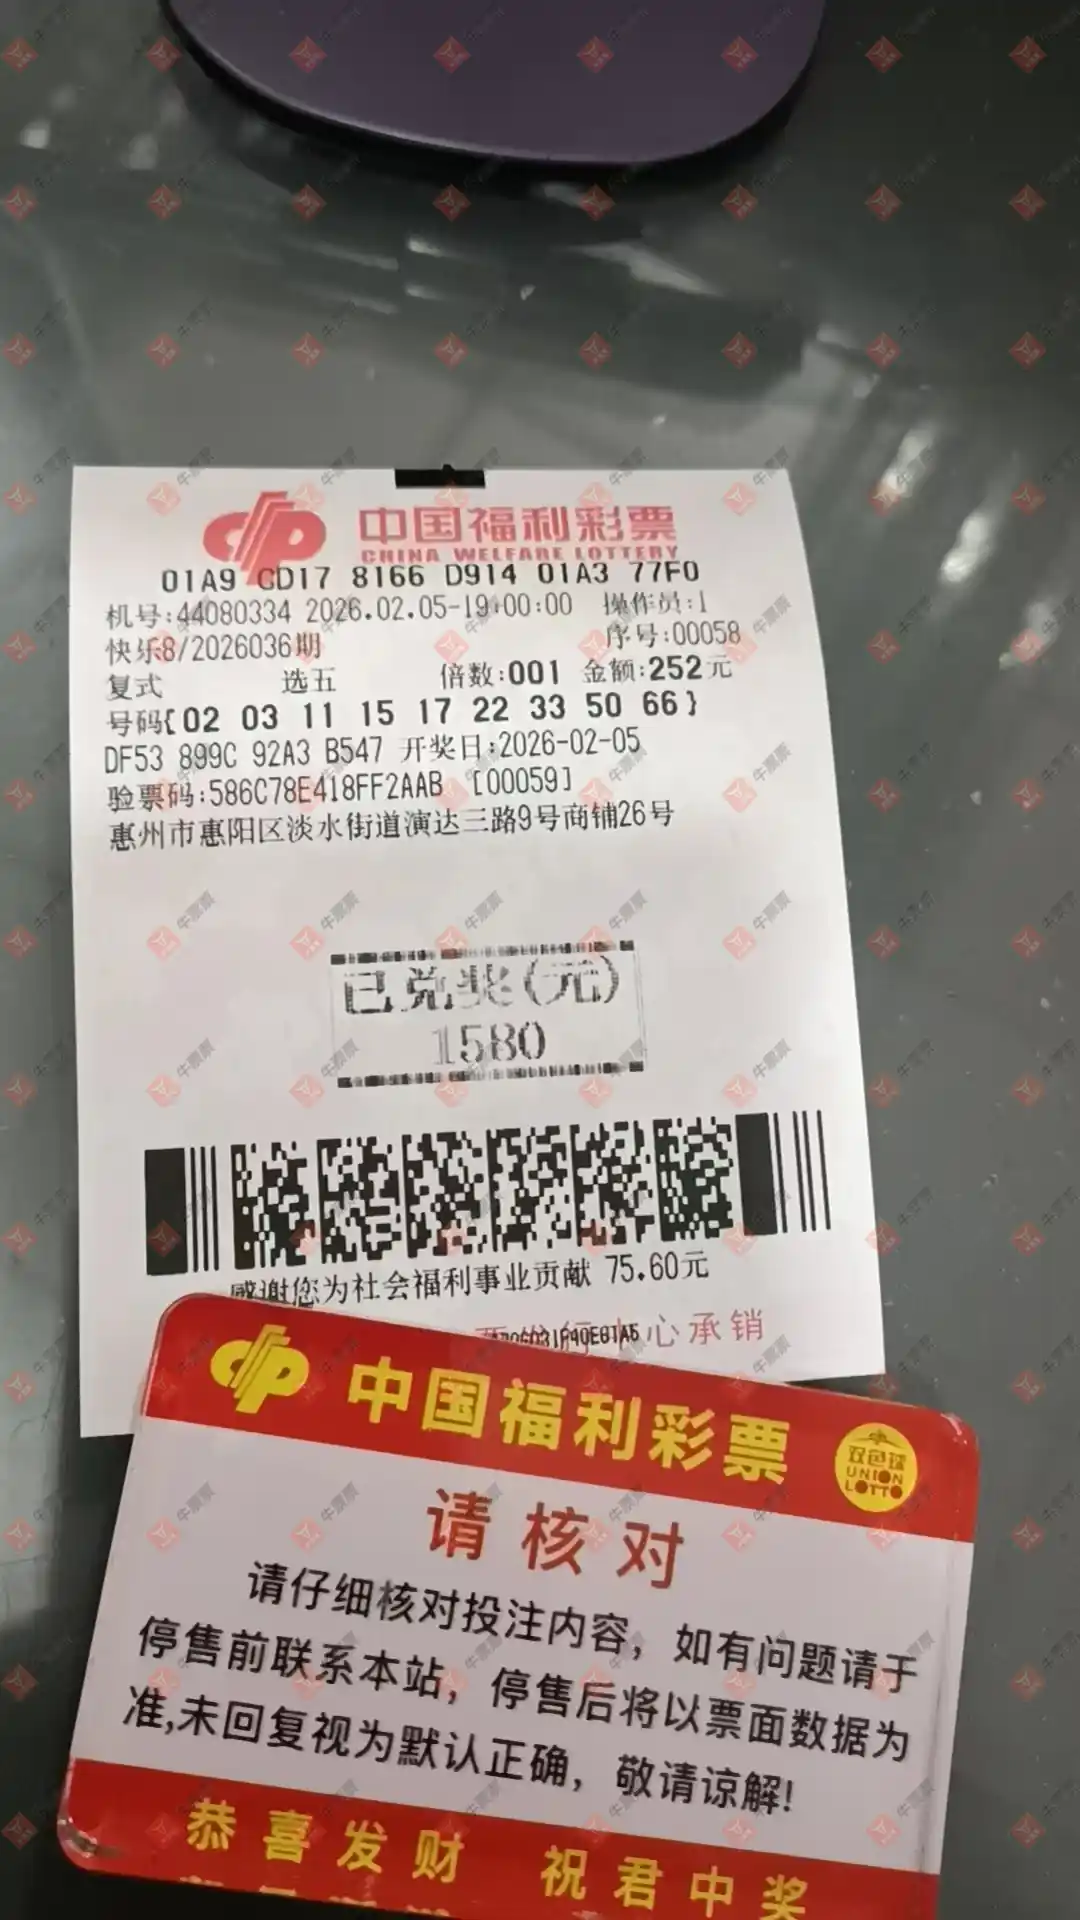 中国福利彩票
CHINA WELFARE LOTTERY
01A9 CD17 8166 D914 01A3 77F0
机号:44080334 2026.02.05-19:00:00 操作员:1
快乐8/2026036期 序号:00058
复式 选五 倍数:001 金额:252元
号码{02 03 11 15 17 22 33 50 66}
DF53 899C 92A3 B547 开奖日:2026-02-05
验票码:586C78E418FF2AAB [00059]
惠州市惠阳区淡水街道演达三路9号商铺26号
已兑奖(元)
1580
感谢您为社会福利事业贡献 75.60元
心承销
中国福利彩票
双色球
UNION
LOTTO
请核对
请仔细核对投注内容，如有问题请于
停售前联系本站，停售后将以票面数据为
准,未回复视为默认正确，敬请谅解!
恭喜发财 祝君中奖
牛票票